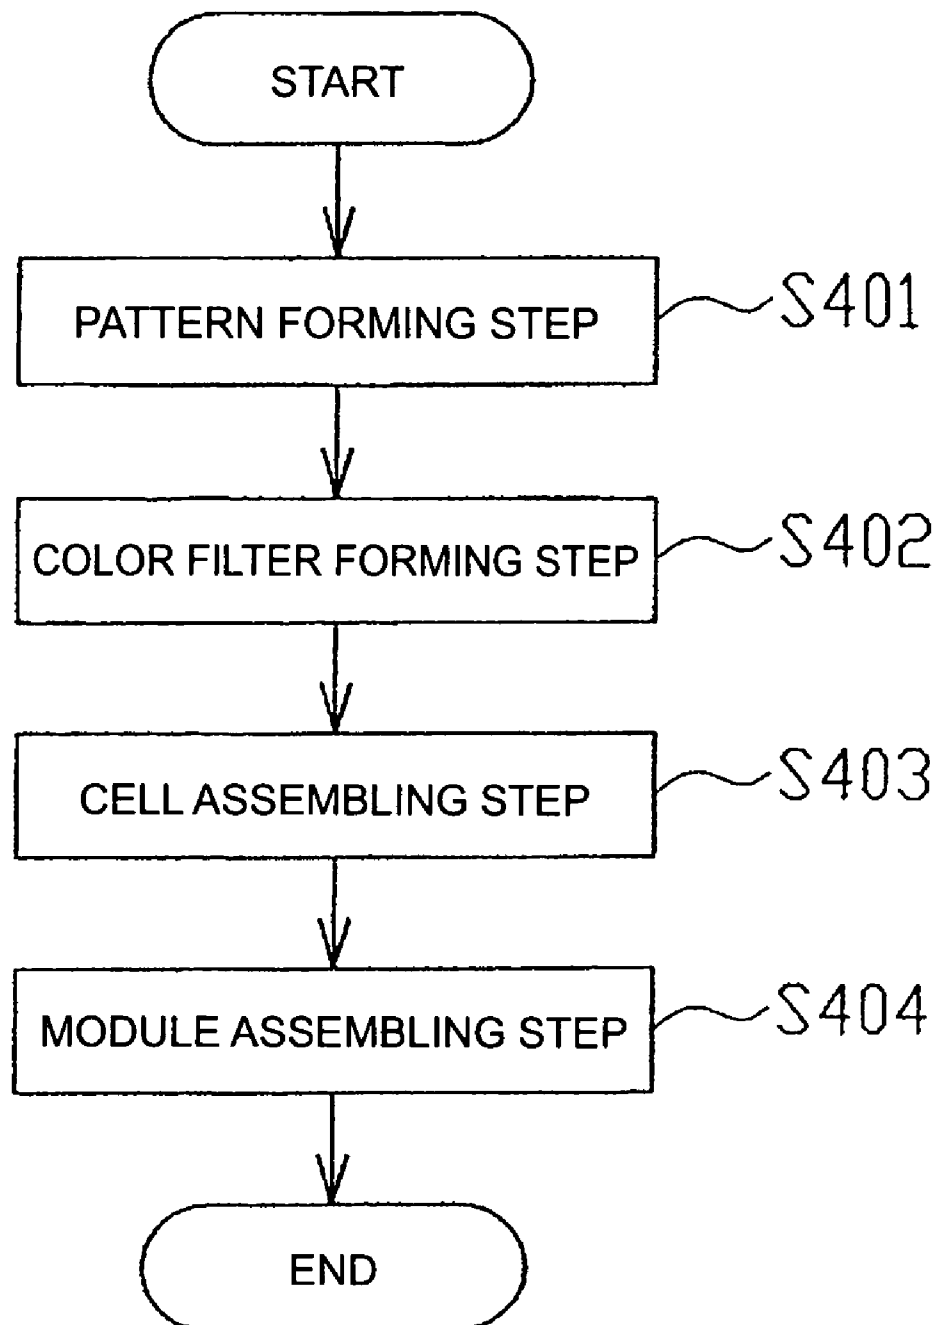 START
PATTERN FORMING STEP S401
COLOR FILTER FORMING STEP S402
CELL ASSEMBLING STEP S403
MODULE ASSEMBLING STEP S404
END